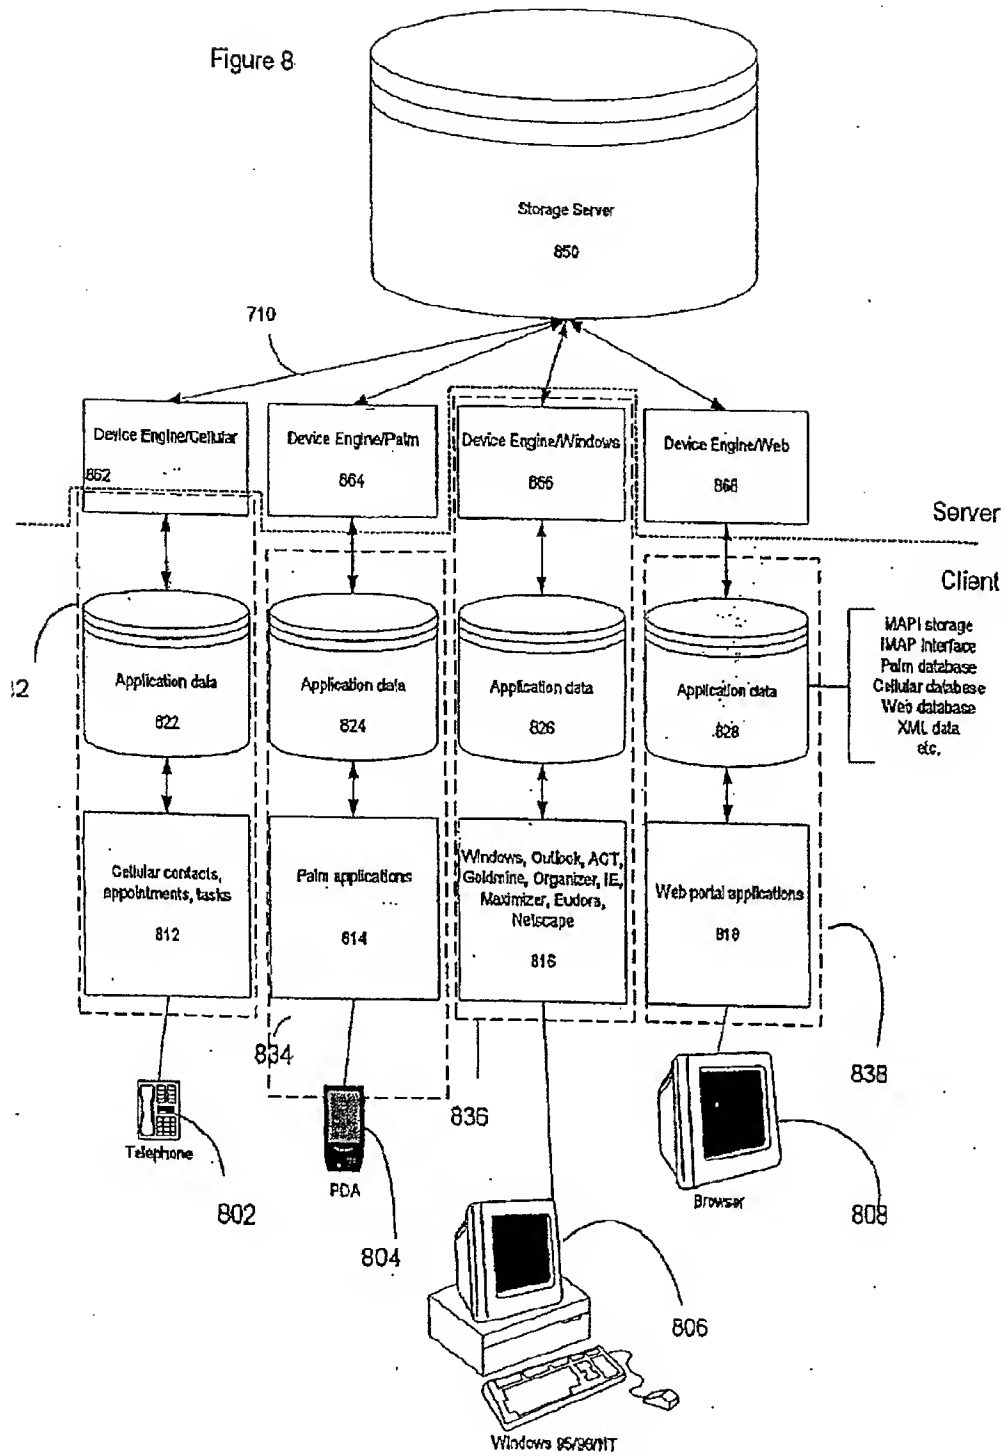 Figure 8
Storage Server
850
710
Device Engine/Cellular
862
Device Engine/Palm
864
Device Engine/Windows
866
Device Engine/Web
868
Server
Client
Application data
822
Application data
824
Application data
826
Application data
828
MAPI storage
IMAP Interface
Palm database
Cellular database
Web database
XML data
etc.
Cellular contacts,
appointments, tasks
812
Palm applications
814
Windows, Outlook, ACT,
Goldmine, Organizer, IE,
Maximizer, Eudora,
Netscape
816
Web portal applications
818
834
836
838
Telephone
802
PDA
804
Browser
808
806
Windows 95/98/NT